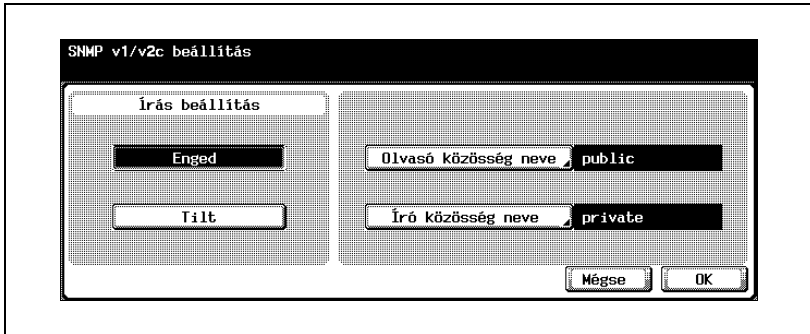 SNMP v1/v2c beállítás
Írás beállítás
Enged
Olvasó közösség neve
public
Tilt
Író közösség neve
private
Mégse
OK